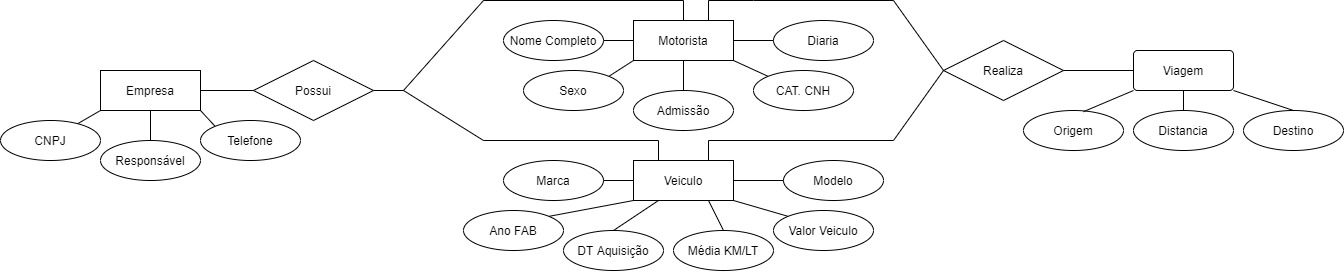 Empresa
CNPJ
Responsável
Telefone
Possui
Motorista
Nome Completo
Diaria
Sexo
Admissão
CAT. CNH
Veiculo
Marca
Modelo
Ano FAB
DT Aquisição
Média KM/LT
Valor Veiculo
Realiza
Viagem
Origem
Distancia
Destino